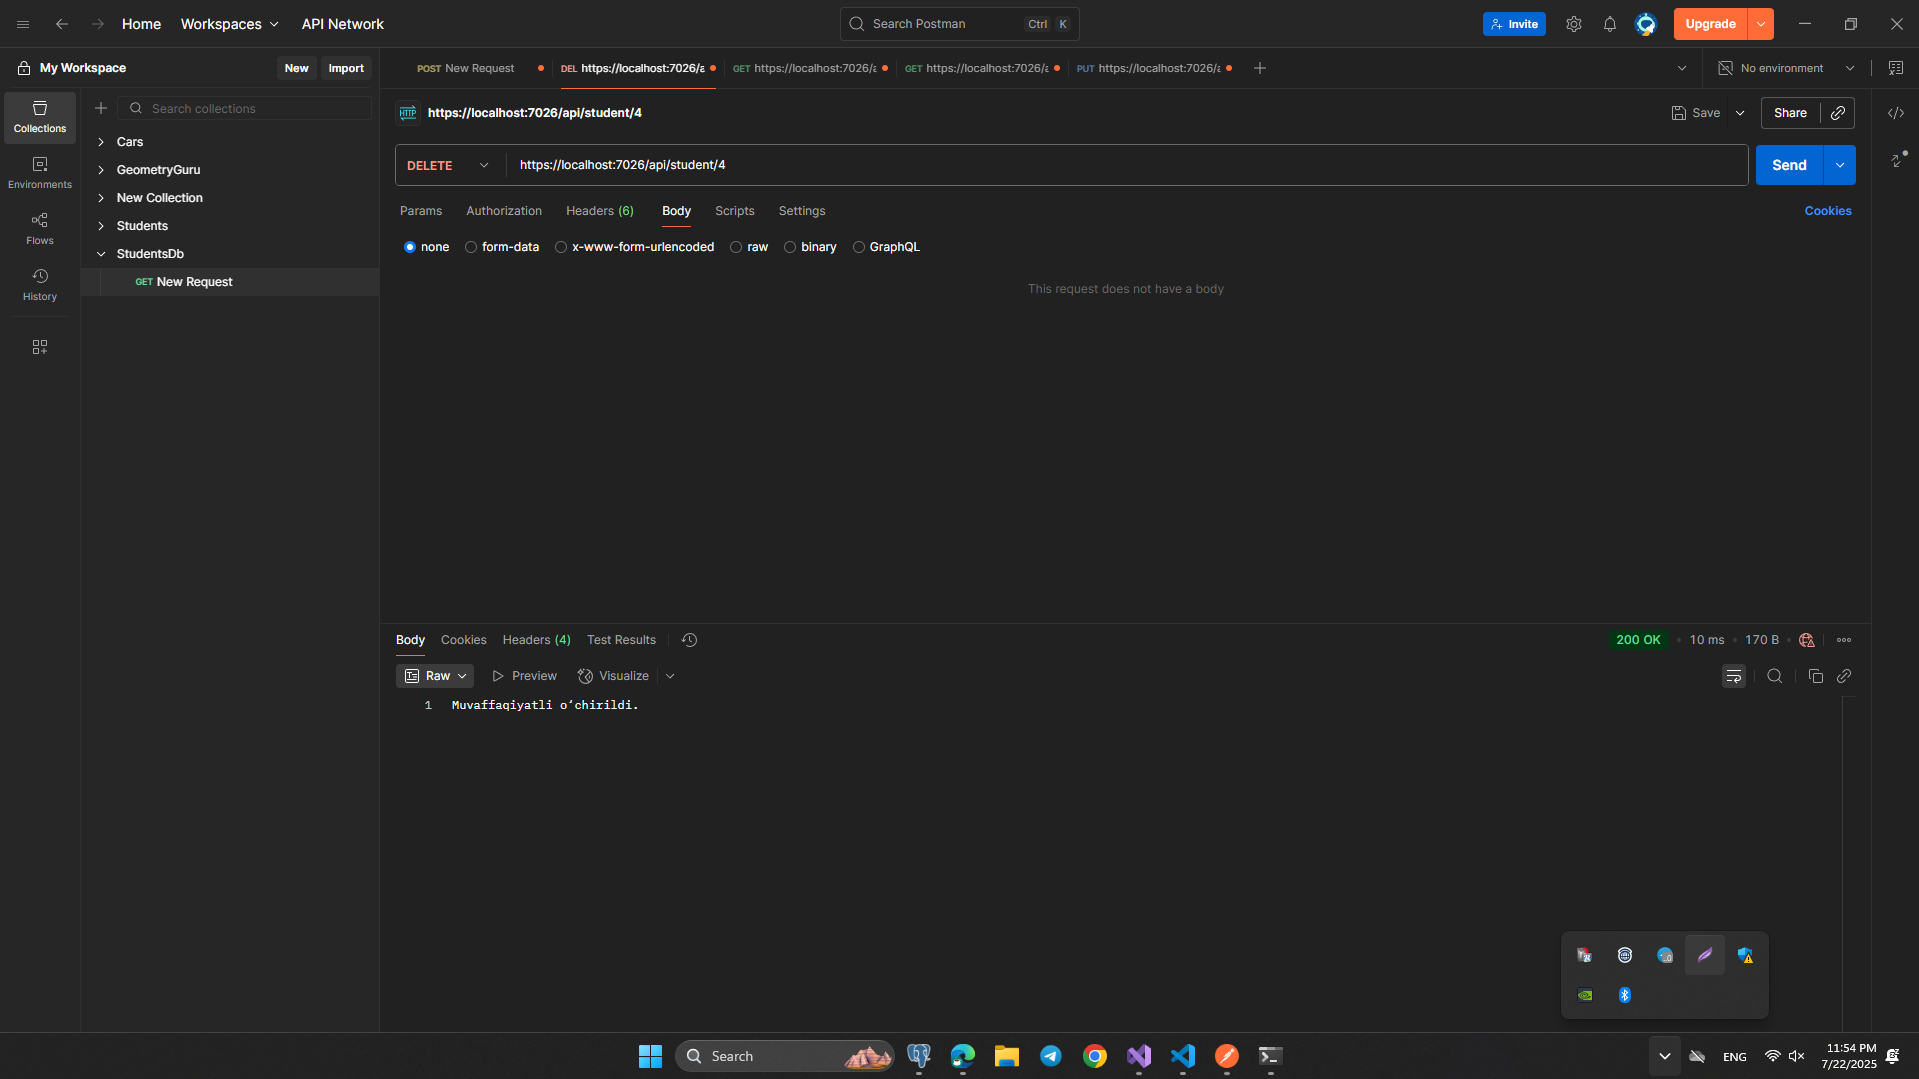 Home
Workspaces
API Network
Search Postman
Ctrl
K
Invite
Upgrade
My Workspace
New
Import
POST New Request
DEL https://localhost:7026/a
GET https://localhost:7026/a
GET https://localhost:7026/a
PUT https://localhost:7026/a
No environment
Collections
Environments
Flows
History
Search collections
Cars
GeometryGuru
New Collection
Students
StudentsDb
GET New Request
HTTP
https://localhost:7026/api/student/4
Save
Share
DELETE
https://localhost:7026/api/student/4
Send
Params
Authorization
Headers (6)
Body
Scripts
Settings
Cookies
none
form-data
x-www-form-urlencoded
raw
binary
GraphQL
This request does not have a body
Body
Cookies
Headers (4)
Test Results
200 OK
10 ms
170 B
Raw
Preview
Visualize
1
Muvaffaqiyatli o‘chirildi.
Search
ENG
11:54 PM
7/22/2025